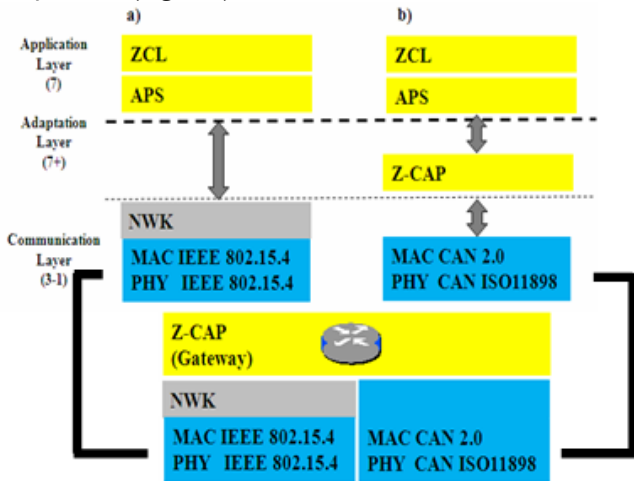 a)
b)
Application
Layer
(7)
ZCL
ZCL
APS
APS
Adaptation
Layer
(7+)
Z-CAP
NWK
Communication
Layer
(3-1)
MAC IEEE 802.15.4
PHY IEEE 802.15.4
MAC CAN 2.0
PHY CAN ISO11898
Z-CAP
(Gateway)
NWK
MAC IEEE 802.15.4
PHY IEEE 802.15.4
MAC CAN 2.0
PHY CAN ISO11898